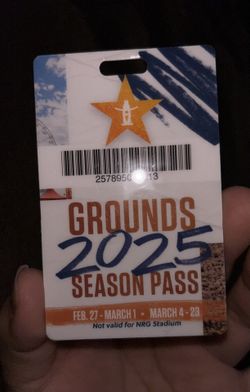 GROUNDS
2025
SEASON PASS
FEB. 27 - MARCH 1 • MARCH 4 - 23
Not valid for NRG Stadium